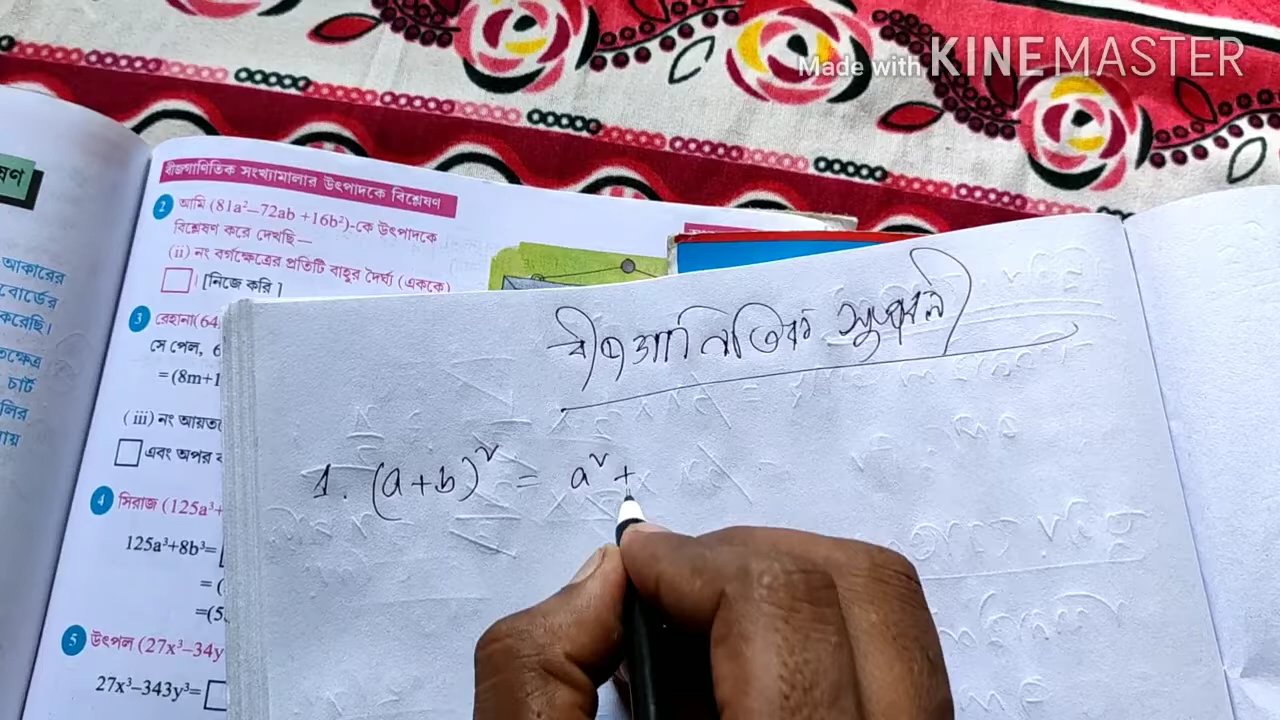 Made with KINEMASTER
ষণ
আকারের
বোর্ডের
করেছি।
তক্ষেত্র
চার্ট
লির
ায়
বীজগাণিতিক সংখ্যামালার উৎপাদকে বিশ্লেষণ
2 আমি (81a²–72ab +16b²)-কে উৎপাদকে
বিশ্লেষণ করে দেখছি—
(ii) নং বর্গক্ষেত্রের প্রতিটি বাহুর দৈর্ঘ্য (এককে)
। [নিজে করি]
3 রেহানা(64
সে পেল, 6
=(8m+1
(iii) নং আয়ত
এবং অপর ব
4 সিরাজ (125a³+
125a³+8b³=
= (
=(5
5 উৎপল (27x³–34y
27x³–343y³=
বীজগানিতিক সুত্রাবলী
1. (a+b)² = a² +